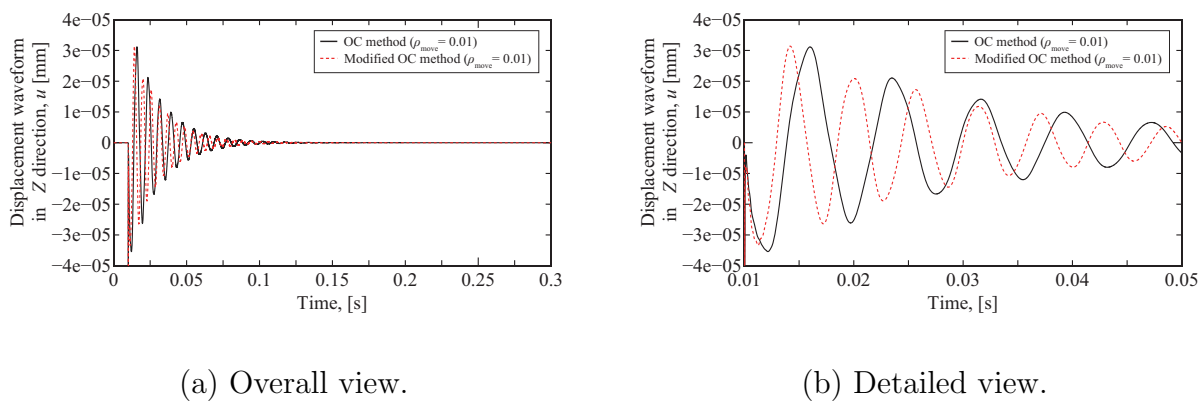 Displacement waveform
in Z direction, u [mm]
4e−05
3e−05
2e−05
1e−05
0
−1e−05
−2e−05
−3e−05
−4e−05
OC method (ρmove= 0.01)
Modified OC method (ρmove= 0.01)
0 0.05 0.1 0.15 0.2 0.25 0.3
Time, [s]
(a) Overall view.
Displacement waveform
in Z direction, u [mm]
4e−05
3e−05
2e−05
1e−05
0
−1e−05
−2e−05
−3e−05
−4e−05
OC method (ρmove= 0.01)
Modified OC method (ρmove= 0.01)
0.01 0.02 0.03 0.04 0.05
Time, [s]
(b) Detailed view.